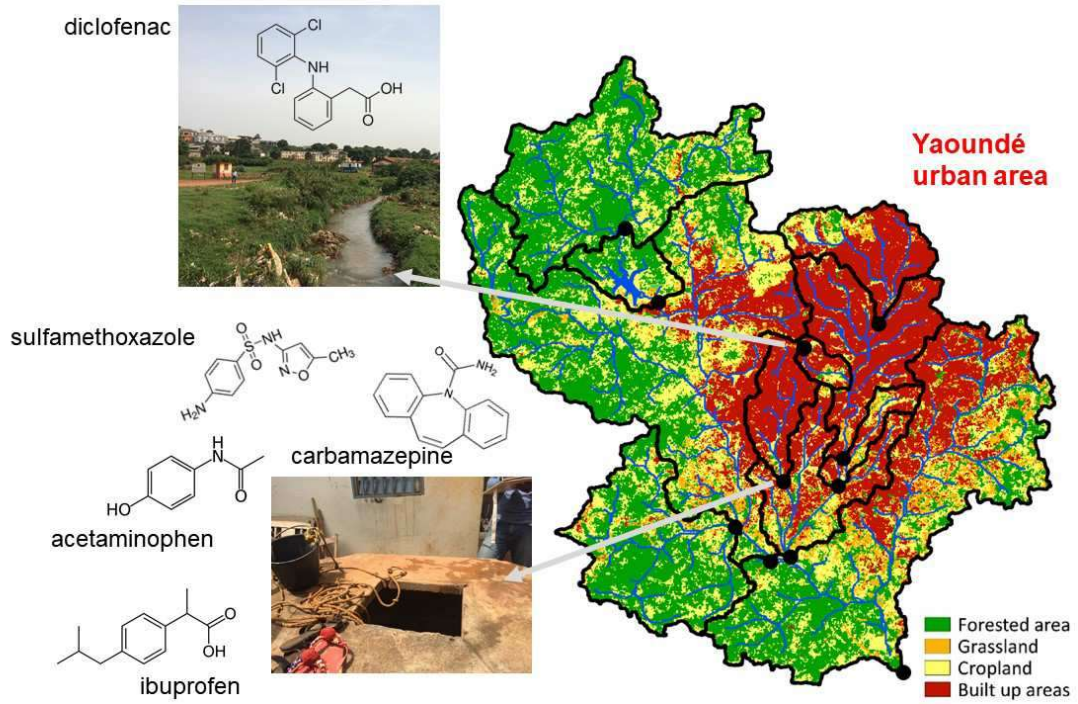 diclofenac
Cl
NH
Cl
OH
O
Yaoundé
urban area
sulfamethoxazole
O
S
O
NH
N
O
CH₃
H₂N
O
NH₂
N
carbamazepine
H
N
O
HO
acetaminophen
O
OH
ibuprofen
Forested area
Grassland
Cropland
Built up areas